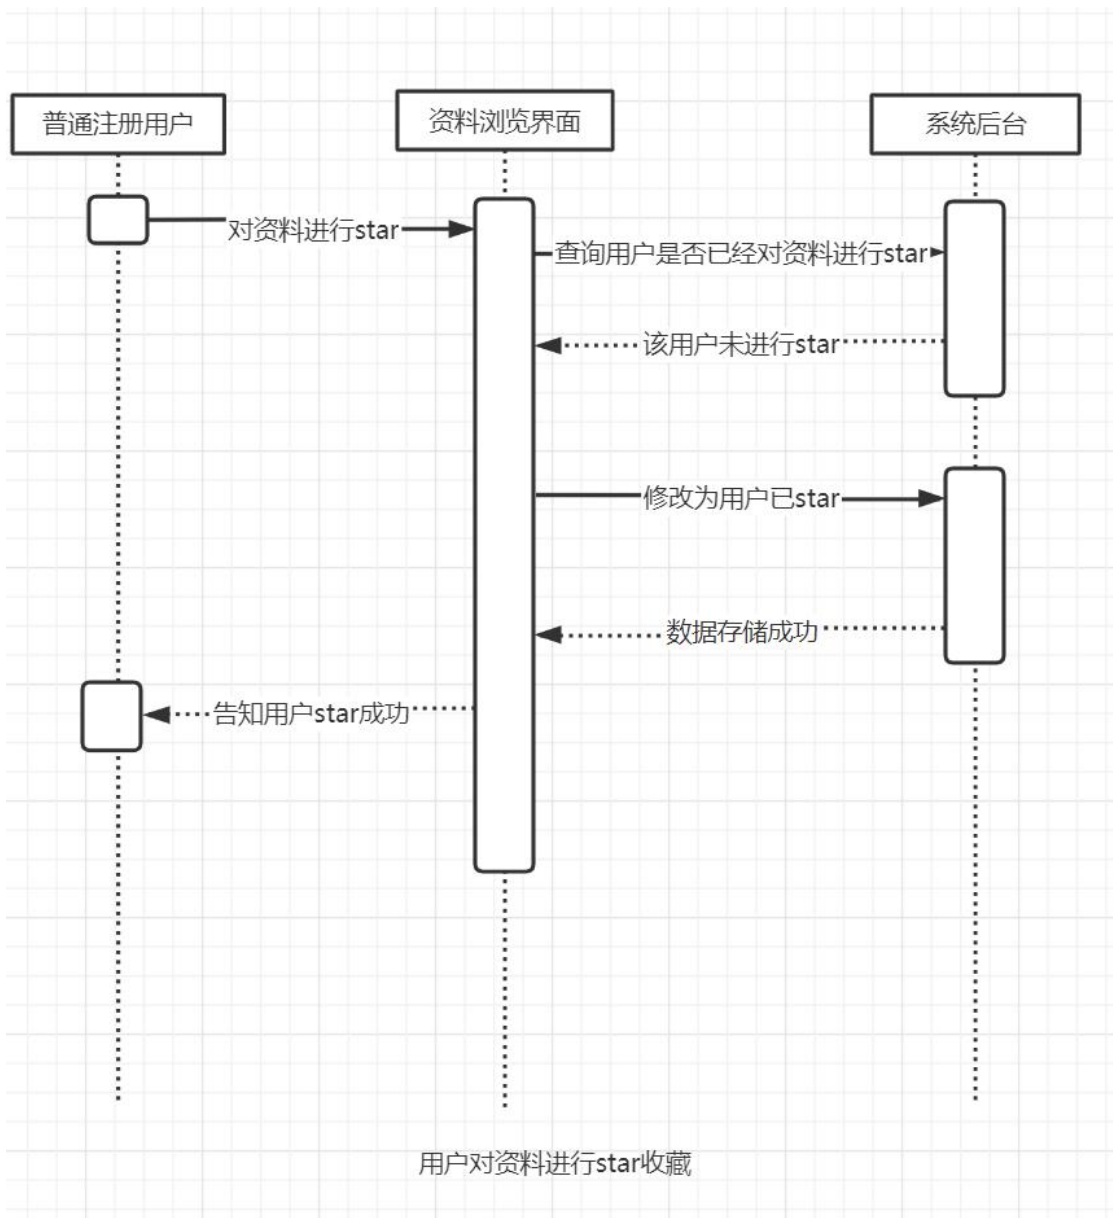 普通注册用户
资料浏览界面
系统后台
对资料进行star
查询用户是否已经对资料进行star
该用户未进行star
修改为用户已star
数据存储成功
告知用户star成功
用户对资料进行star收藏